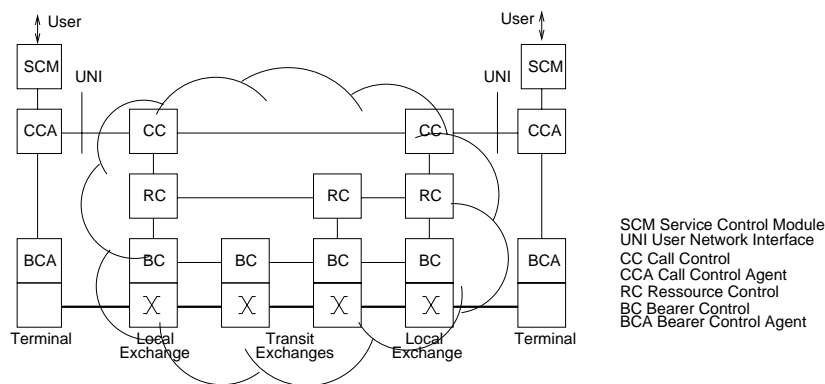 User
User
SCM
UNI
UNI
SCM
CCA
CC
CC
CCA
RC
RC
RC
BCA
BC
BC
BC
BC
BCA
Terminal
Local
Exchange
Transit
Exchanges
Local
Exchange
Terminal
SCM Service Control Module
UNI User Network Interface
CC Call Control
CCA Call Control Agent
RC Ressource Control
BC Bearer Control
BCA Bearer Control Agent